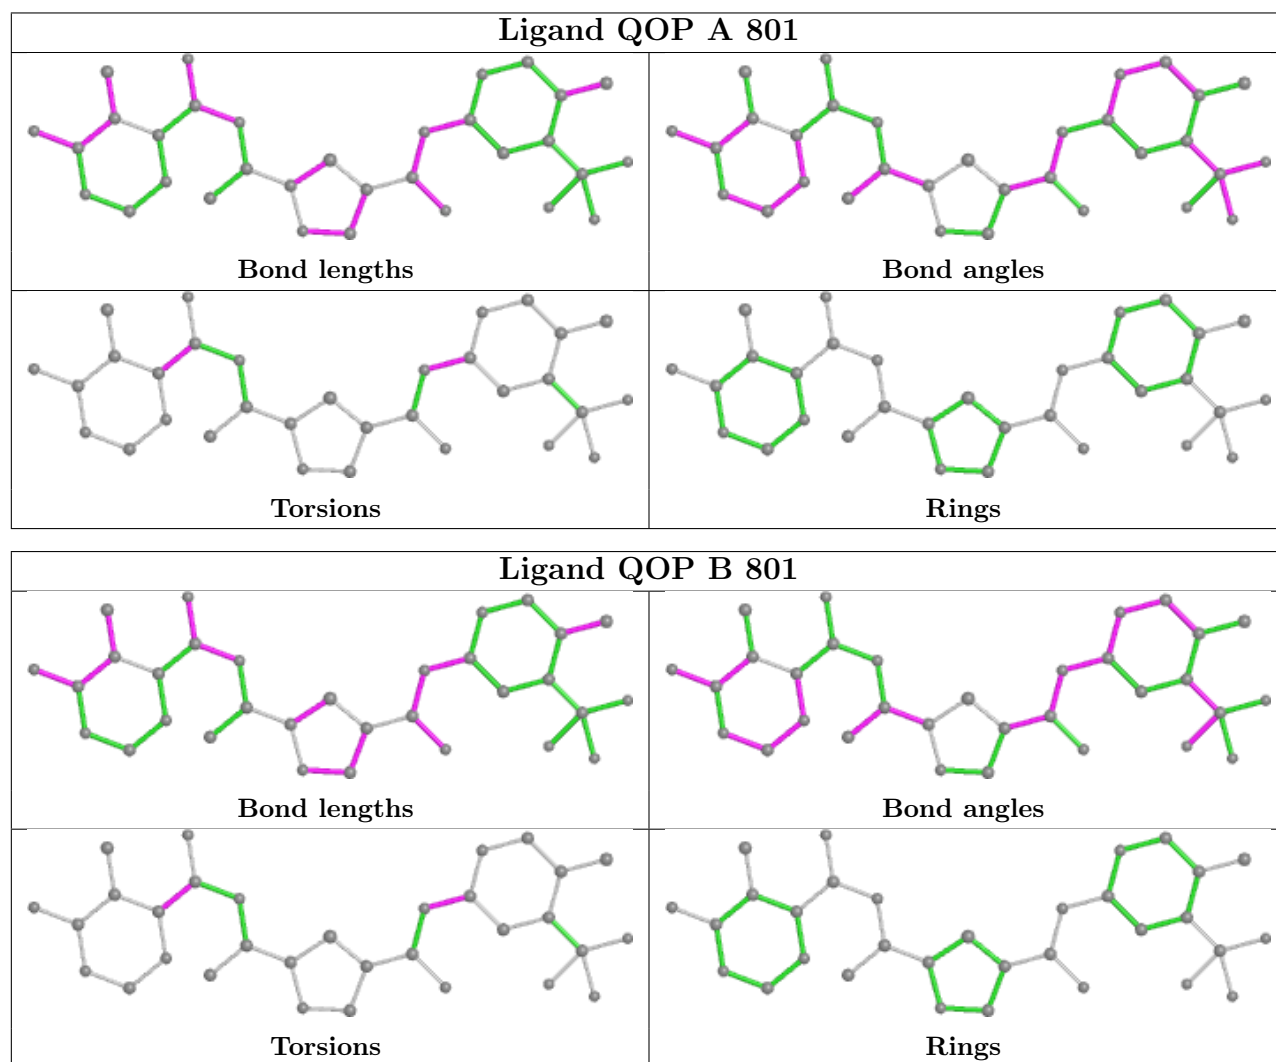 Ligand QOP A 801
Bond lengths
Bond angles
Torsions
Rings
Ligand QOP B 801
Bond lengths
Bond angles
Torsions
Rings